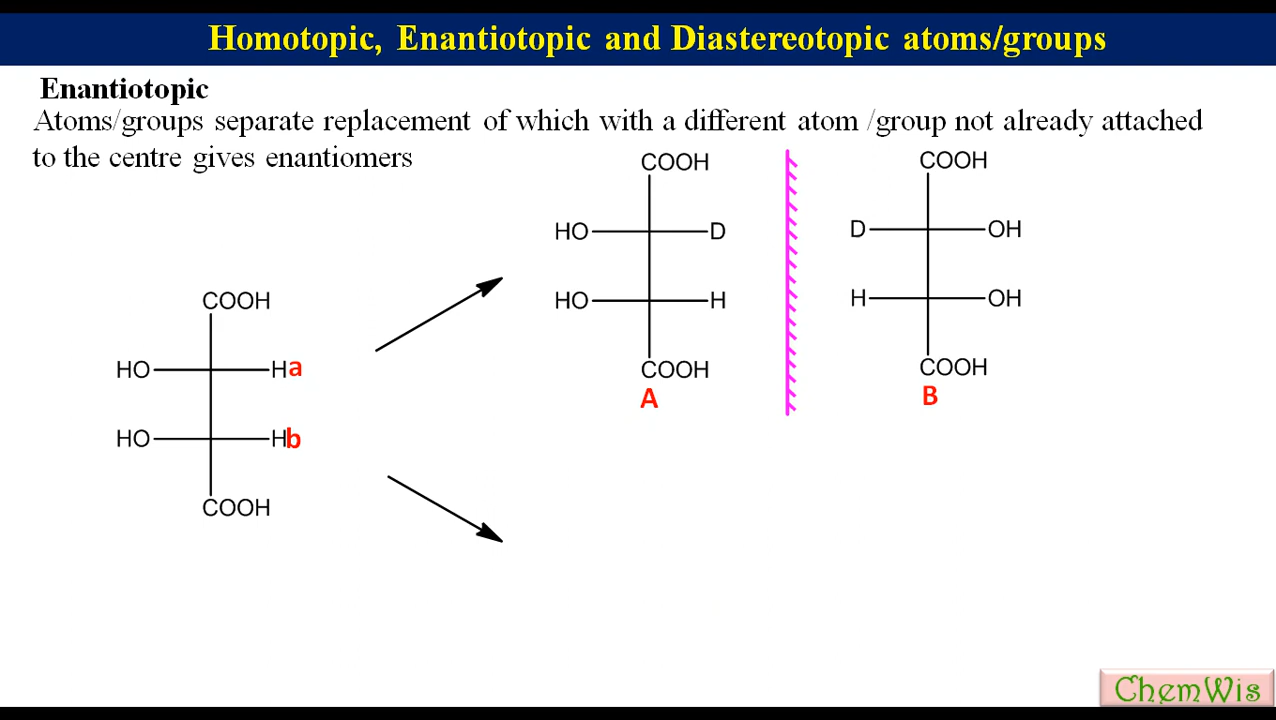 Homotopic, Enantiotopic and Diastereotopic atoms/groups
Enantiotopic
Atoms/groups separate replacement of which with a different atom /group not already attached
to the centre gives enantiomers
COOH
HO D
HO H
COOH
A
COOH
D OH
H OH
COOH
B
COOH
HO Ha
HO Hb
COOH
ChemWis